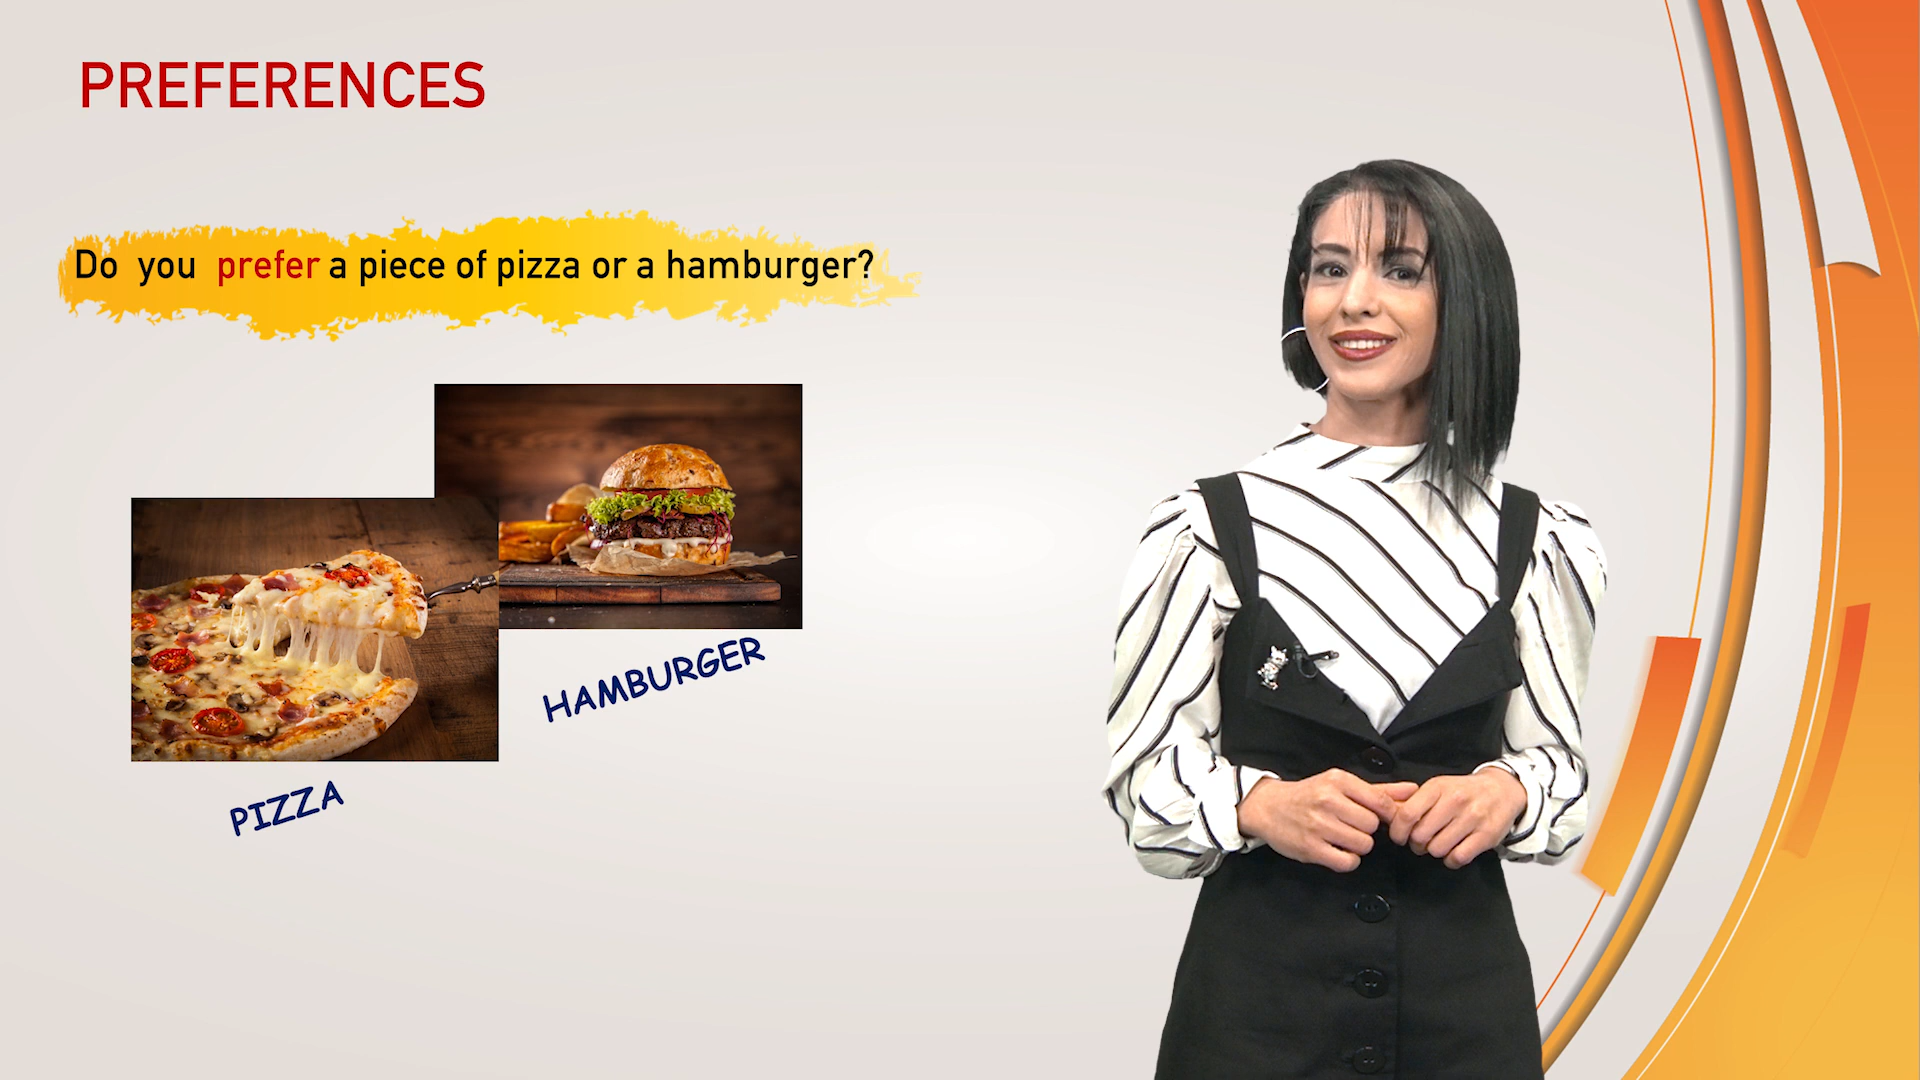 PREFERENCES
Do you prefer a piece of pizza or a hamburger?
HAMBURGER
PIZZA